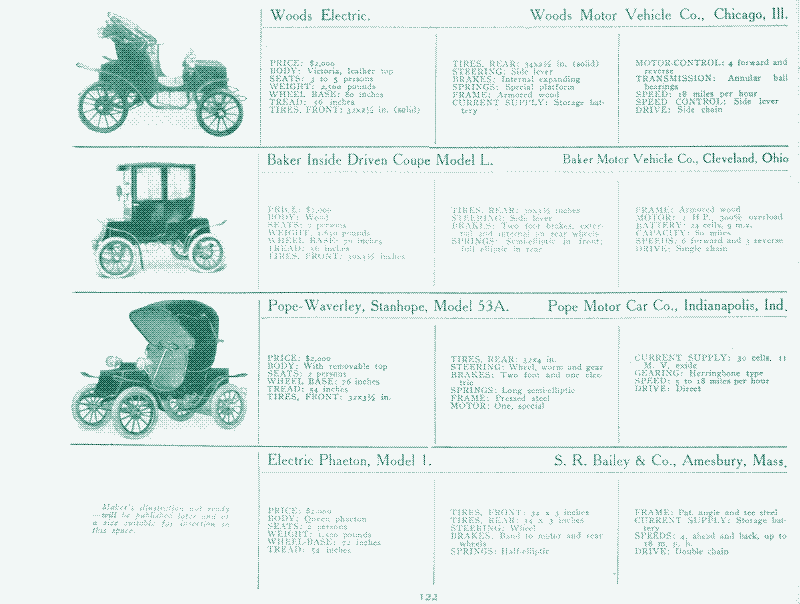 Woods Electric.
Woods Motor Vehicle Co., Chicago, Ill.
PRICE: $2,000
BODY: Victoria, leather top
SEATS: 3 to 5 persons
WEIGHT: pounds
WHEEL BASE: 80 inches
TREAD: 56 inches
TIRES, FRONT: 32x2½ in. (solid)
TIRES, REAR: 34x2½ in. (solid)
STEERING: Side lever
BRAKES: Internal expanding
SPRINGS: Special platform
FRAME: Armored wood
CURRENT SUPPLY: Storage bat-
tery
MOTOR-CONTROL: 4 forward and
reverse
TRANSMISSION: Annular ball
bearings
SPEED: 18 miles per hour
SPEED CONTROL: Side lever
DRIVE: Side chain
Baker Inside Driven Coupe Model L.
Baker Motor Vehicle Co., Cleveland, Ohio
PRICE: $2,000
BODY: Wood
SEATS: 2 persons
WEIGHT: pounds
WHEEL BASE: inches
TREAD: inches
TIRES, FRONT: 30x3½ inches
TIRES, REAR: 30x3½ inches
STEERING: Side lever
BRAKES: Two foot brakes, exter-
nal and internal on rear wheels
SPRINGS: Semi-elliptic in front;
full elliptic in rear
FRAME: Armored wood
MOTOR: H.P., 300% overload
BATTERY: 24 cells, 9 m.v.
CAPACITY: 80 miles
SPEEDS: 6 forward and 3 reverse
DRIVE: Single chain
Pope-Waverley, Stanhope, Model 53A.
Pope Motor Car Co., Indianapolis, Ind.
PRICE: $2,000
BODY: With removable top
SEATS: 2 persons
WHEEL BASE: 76 inches
TREAD: 54 inches
TIRES, FRONT: 32x3½ in.
TIRES, REAR: 32x4 in.
STEERING: Wheel, worm and gear
BRAKES: Two foot and one elec-
tric
SPRINGS: Long semi-elliptic
FRAME: Pressed steel
MOTOR: One, special
CURRENT SUPPLY: 30 cells, 11
M. V. exide
GEARING: Herringbone type
SPEED: 5 to 18 miles per hour
DRIVE: Direct
Electric Phaeton, Model 1.
S. R. Bailey & Co., Amesbury, Mass.
Maker's illustration not ready
—will be published later and of
a size suitable for insertion in
this space.
PRICE: $2,000
BODY: Queen phaeton
SEATS: 2 persons
WEIGHT: pounds
WHEEL-BASE: 72 inches
TREAD: 54 inches
TIRES, FRONT: 32 x 3 inches
TIRES, REAR: 34 x 3 inches
STEERING: Wheel
BRAKES: Band to motor and rear
wheels
SPRINGS: Half-elliptic
FRAME: Pat. angle and tee steel
CURRENT SUPPLY: Storage bat-
tery
SPEEDS: 4, ahead and back, up to
18 m. p. h.
DRIVE: Double chain
122